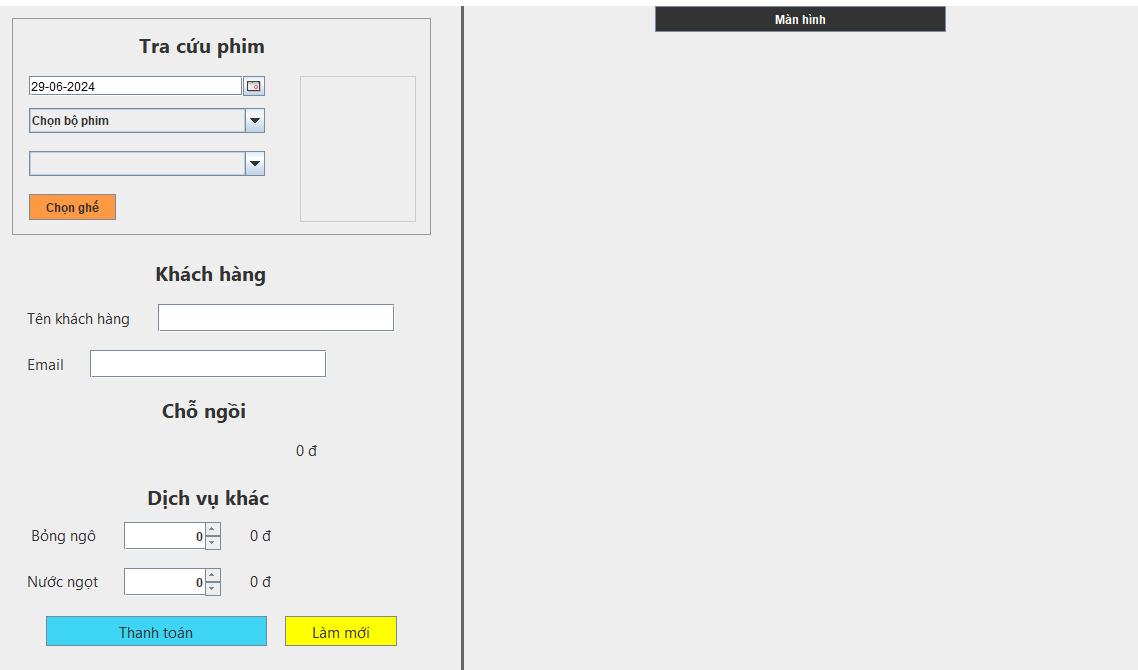 Tra cứu phim
29-06-2024
Chọn bộ phim
Chọn ghế
Khách hàng
Tên khách hàng
Email
Chỗ ngồi
0 đ
Dịch vụ khác
Bỏng ngô 0 0 đ
Nước ngọt 0 0 đ
Thanh toán Làm mới
Màn hình